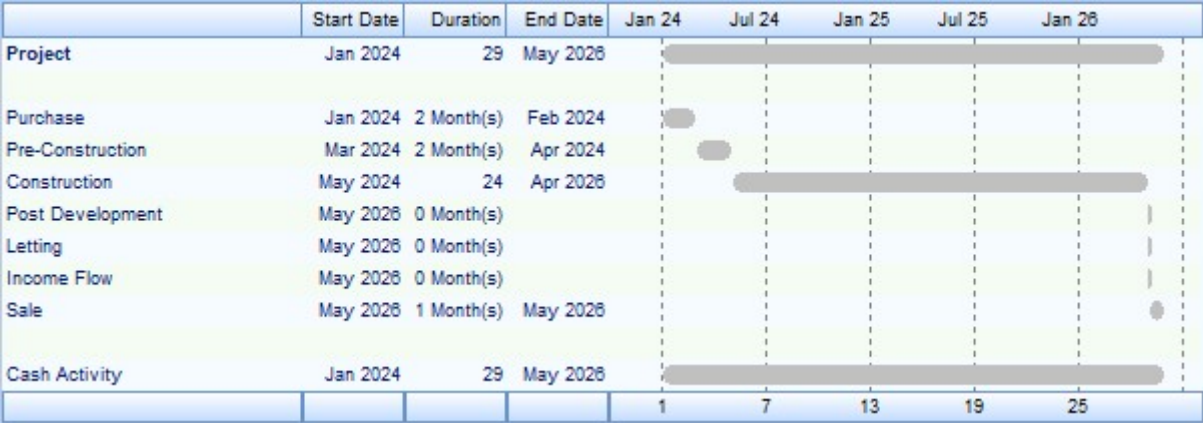 Start Date Duration End Date Jan 24 Jul 24 Jan 25 Jul 25 Jan 26
Project Jan 2024 29 May 2026
Purchase Jan 2024 2 Month(s) Feb 2024
Pre-Construction Mar 2024 2 Month(s) Apr 2024
Construction May 2024 24 Apr 2026
Post Development May 2026 0 Month(s)
Letting May 2026 0 Month(s)
Income Flow May 2026 0 Month(s)
Sale May 2026 1 Month(s) May 2026
Cash Activity Jan 2024 29 May 2026
1 7 13 19 25